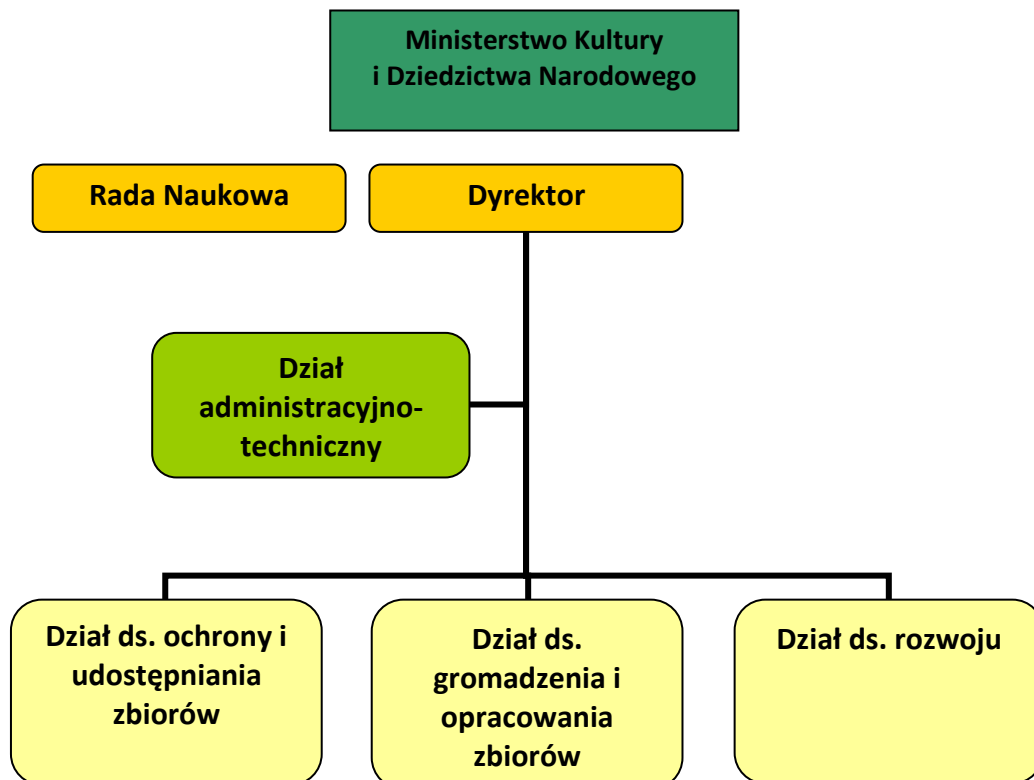 Ministerstwo Kultury
i Dziedzictwa Narodowego
Rada Naukowa
Dyrektor
Dział
administracyjno-
techniczny
Dział ds. ochrony i
udostępniania
zbiorów
Dział ds.
gromadzenia i
opracowania
zbiorów
Dział ds. rozwoju